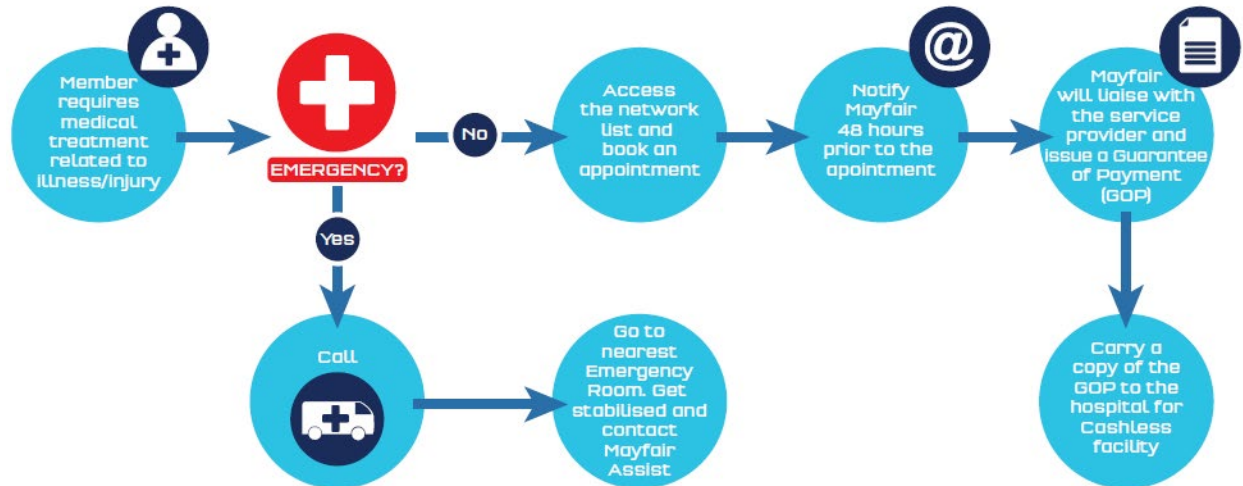 Member
requires
medical
treatment
related to
illness/injury
EMERGENCY?
No
Access
the network
list and
book an
appointment
@
Notify
Mayfair
48 hours
prior to the
apointment
Mayfair
will liaise with
the service
provider and
issue a Guarantee
of Payment
(GOP)
Yes
Call
Go to
nearest
Emergency
Room. Get
stabilised and
contact
Mayfair
Assist
Carry a
copy of the
GOP to the
hospital for
Cashless
facility